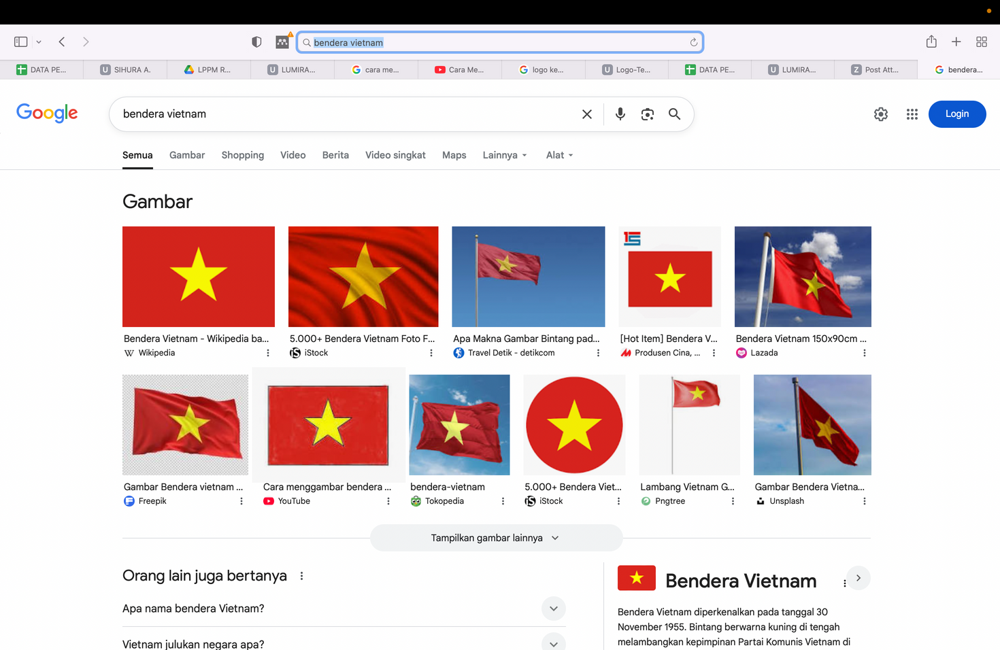 bendera vietnam
DATA PE...
SIHURA A.
LPPM R...
LUMIRA...
cara me...
Cara Me...
logo ke...
Logo-Te...
DATA PE...
LUMIRA...
Post Att...
bendera...
Google
bendera vietnam
Login
Semua
Gambar
Shopping
Video
Berita
Video singkat
Maps
Lainnya
Alat
Gambar
Bendera Vietnam - Wikipedia ba...
Wikipedia
5.000+ Bendera Vietnam Foto F...
iStock
Apa Makna Gambar Bintang pad...
Travel Detik - detikcom
[Hot Item] Bendera V...
Produsen Cina, ...
Bendera Vietnam 150x90cm ...
Lazada
Gambar Bendera vietnam ...
Freepik
Cara menggambar bendera ...
YouTube
bendera-vietnam
Tokopedia
5.000+ Bendera Viet...
iStock
Lambang Vietnam G...
Pngtree
Gambar Bendera Vietna...
Unsplash
Tampilkan gambar lainnya
Orang lain juga bertanya
Apa nama bendera Vietnam?
Vietnam julukan negara apa?
Bendera Vietnam
Bendera Vietnam diperkenalkan pada tanggal 30
November 1955. Bintang berwarna kuning di tengah
melambangkan kepimpinan Partai Komunis Vietnam di